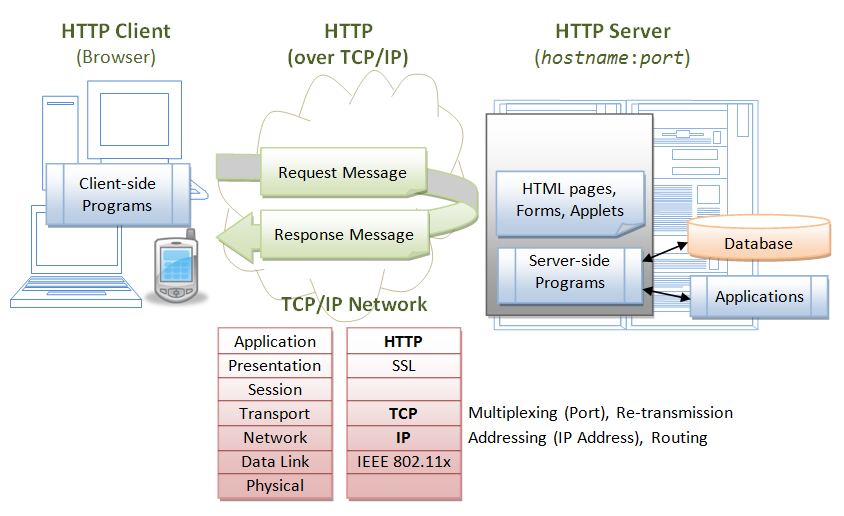 HTTP Client
(Browser)
HTTP
(over TCP/IP)
HTTP Server
(hostname:port)
Client-side
Programs
Request Message
Response Message
HTML pages,
Forms, Applets
Server-side
Programs
Database
Applications
TCP/IP Network
Application HTTP
Presentation SSL
Session
Transport TCP Multiplexing (Port), Re-transmission
Network IP Addressing (IP Address), Routing
Data Link IEEE 802.11x
Physical